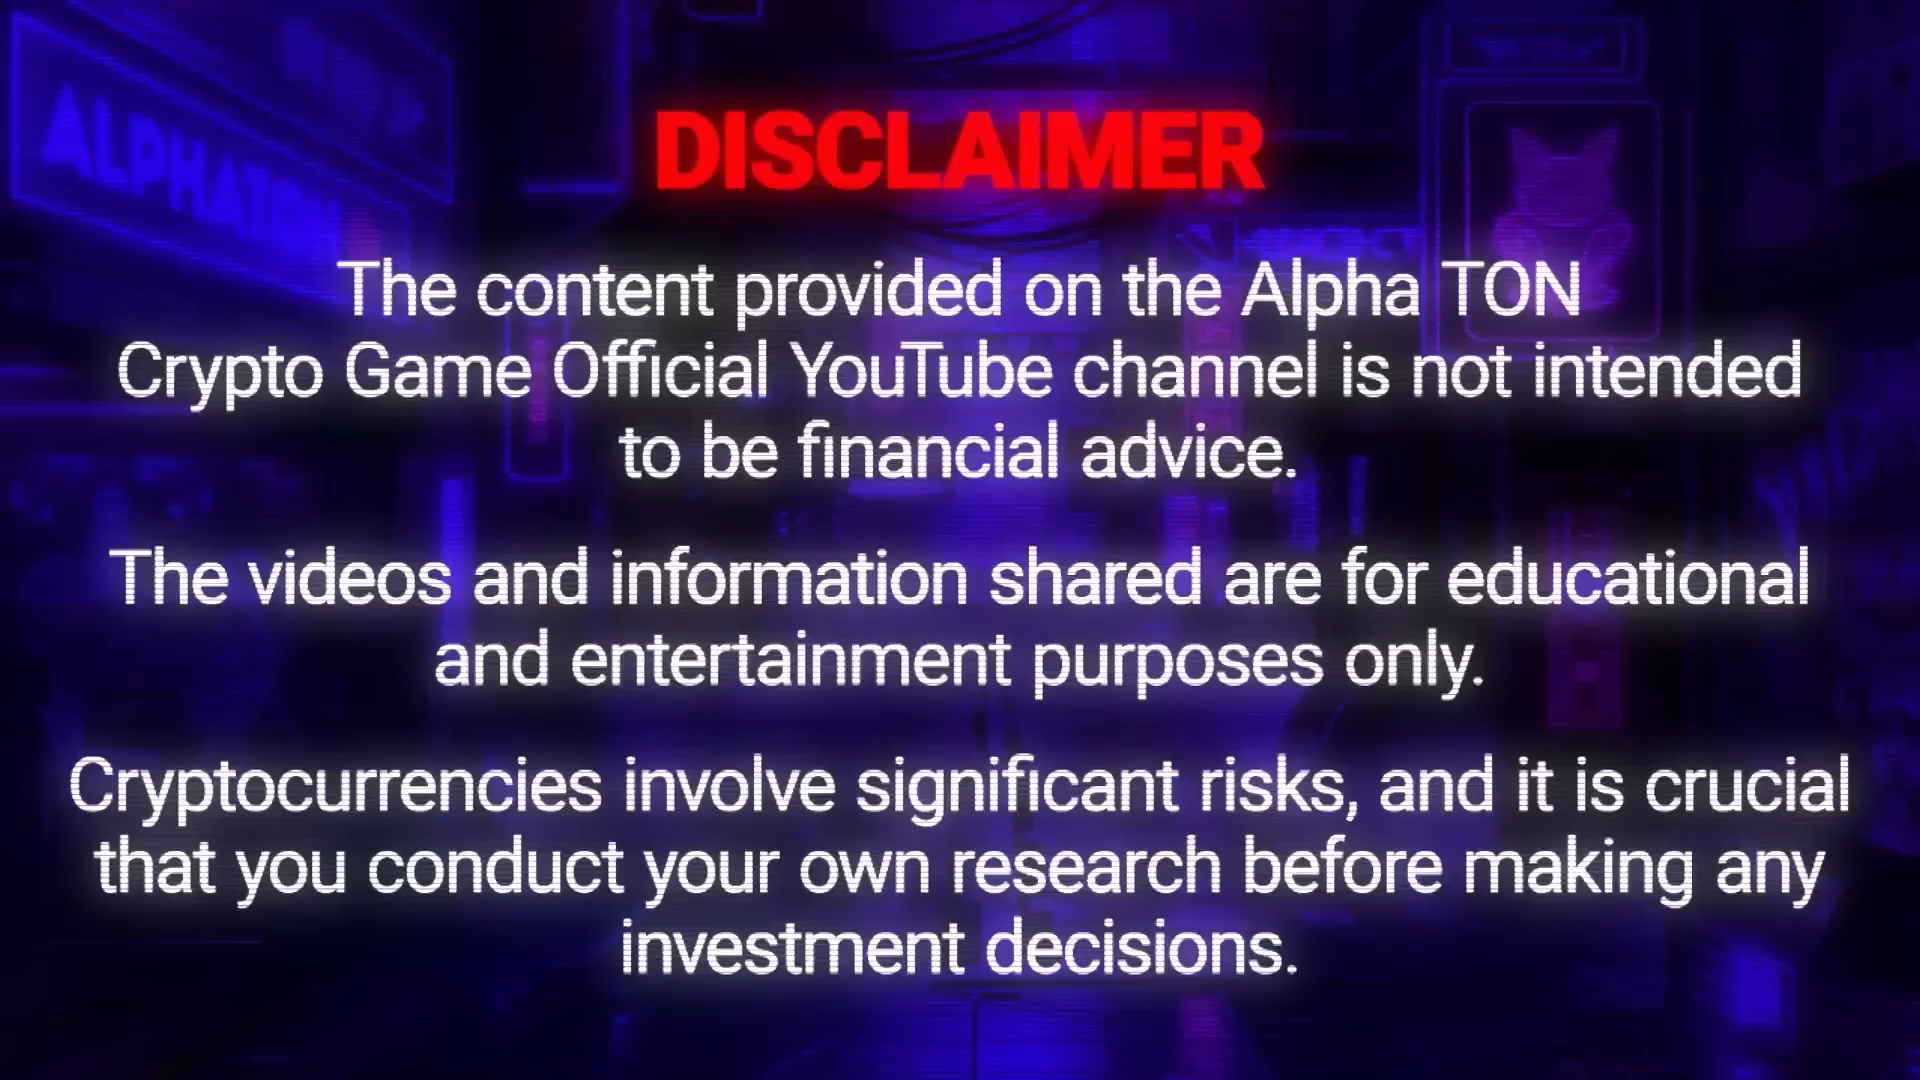 ALPHATON
DISCLAIMER
The content provided on the Alpha TON
Crypto Game Official YouTube channel is not intended
to be financial advice.
The videos and information shared are for educational
and entertainment purposes only.
Cryptocurrencies involve significant risks, and it is crucial
that you conduct your own research before making any
investment decisions.